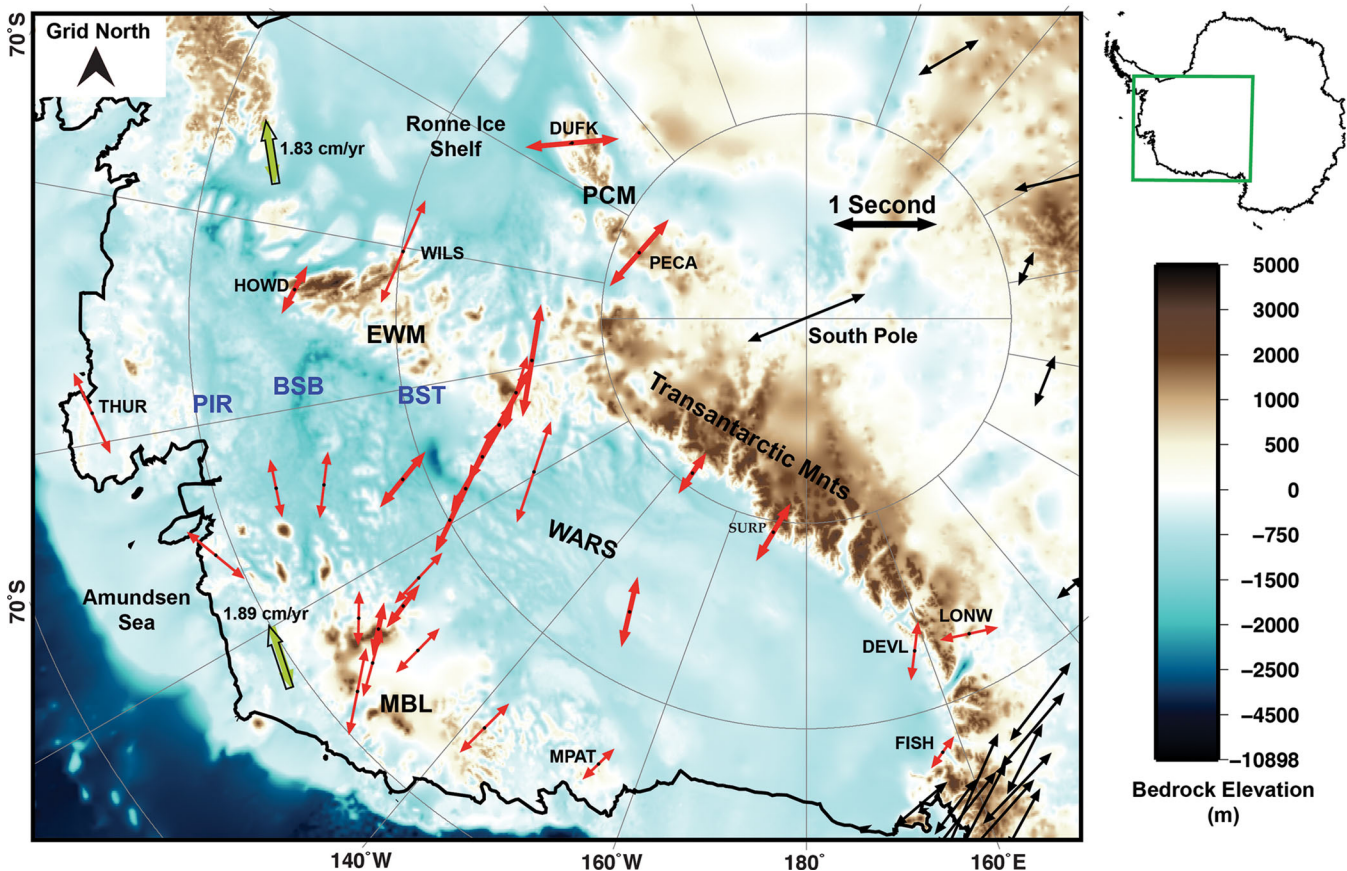 70˚S
Grid North
1.83 cm/yr
Ronne Ice
Shelf
DUFK
PCM
1 Second
WILS
PECA
HOWD
EWM
South Pole
THUR
PIR
BSB
BST
Transantarctic Mnts
SURP
WARS
70˚S
Amundsen
Sea
1.89 cm/yr
LONW
DEVL
MBL
FISH
MPAT
140˚W
160˚W
180˚
160˚E
5000
3000
2000
1000
500
0
−750
−1500
−2000
−2500
−4500
−10898
Bedrock Elevation
(m)